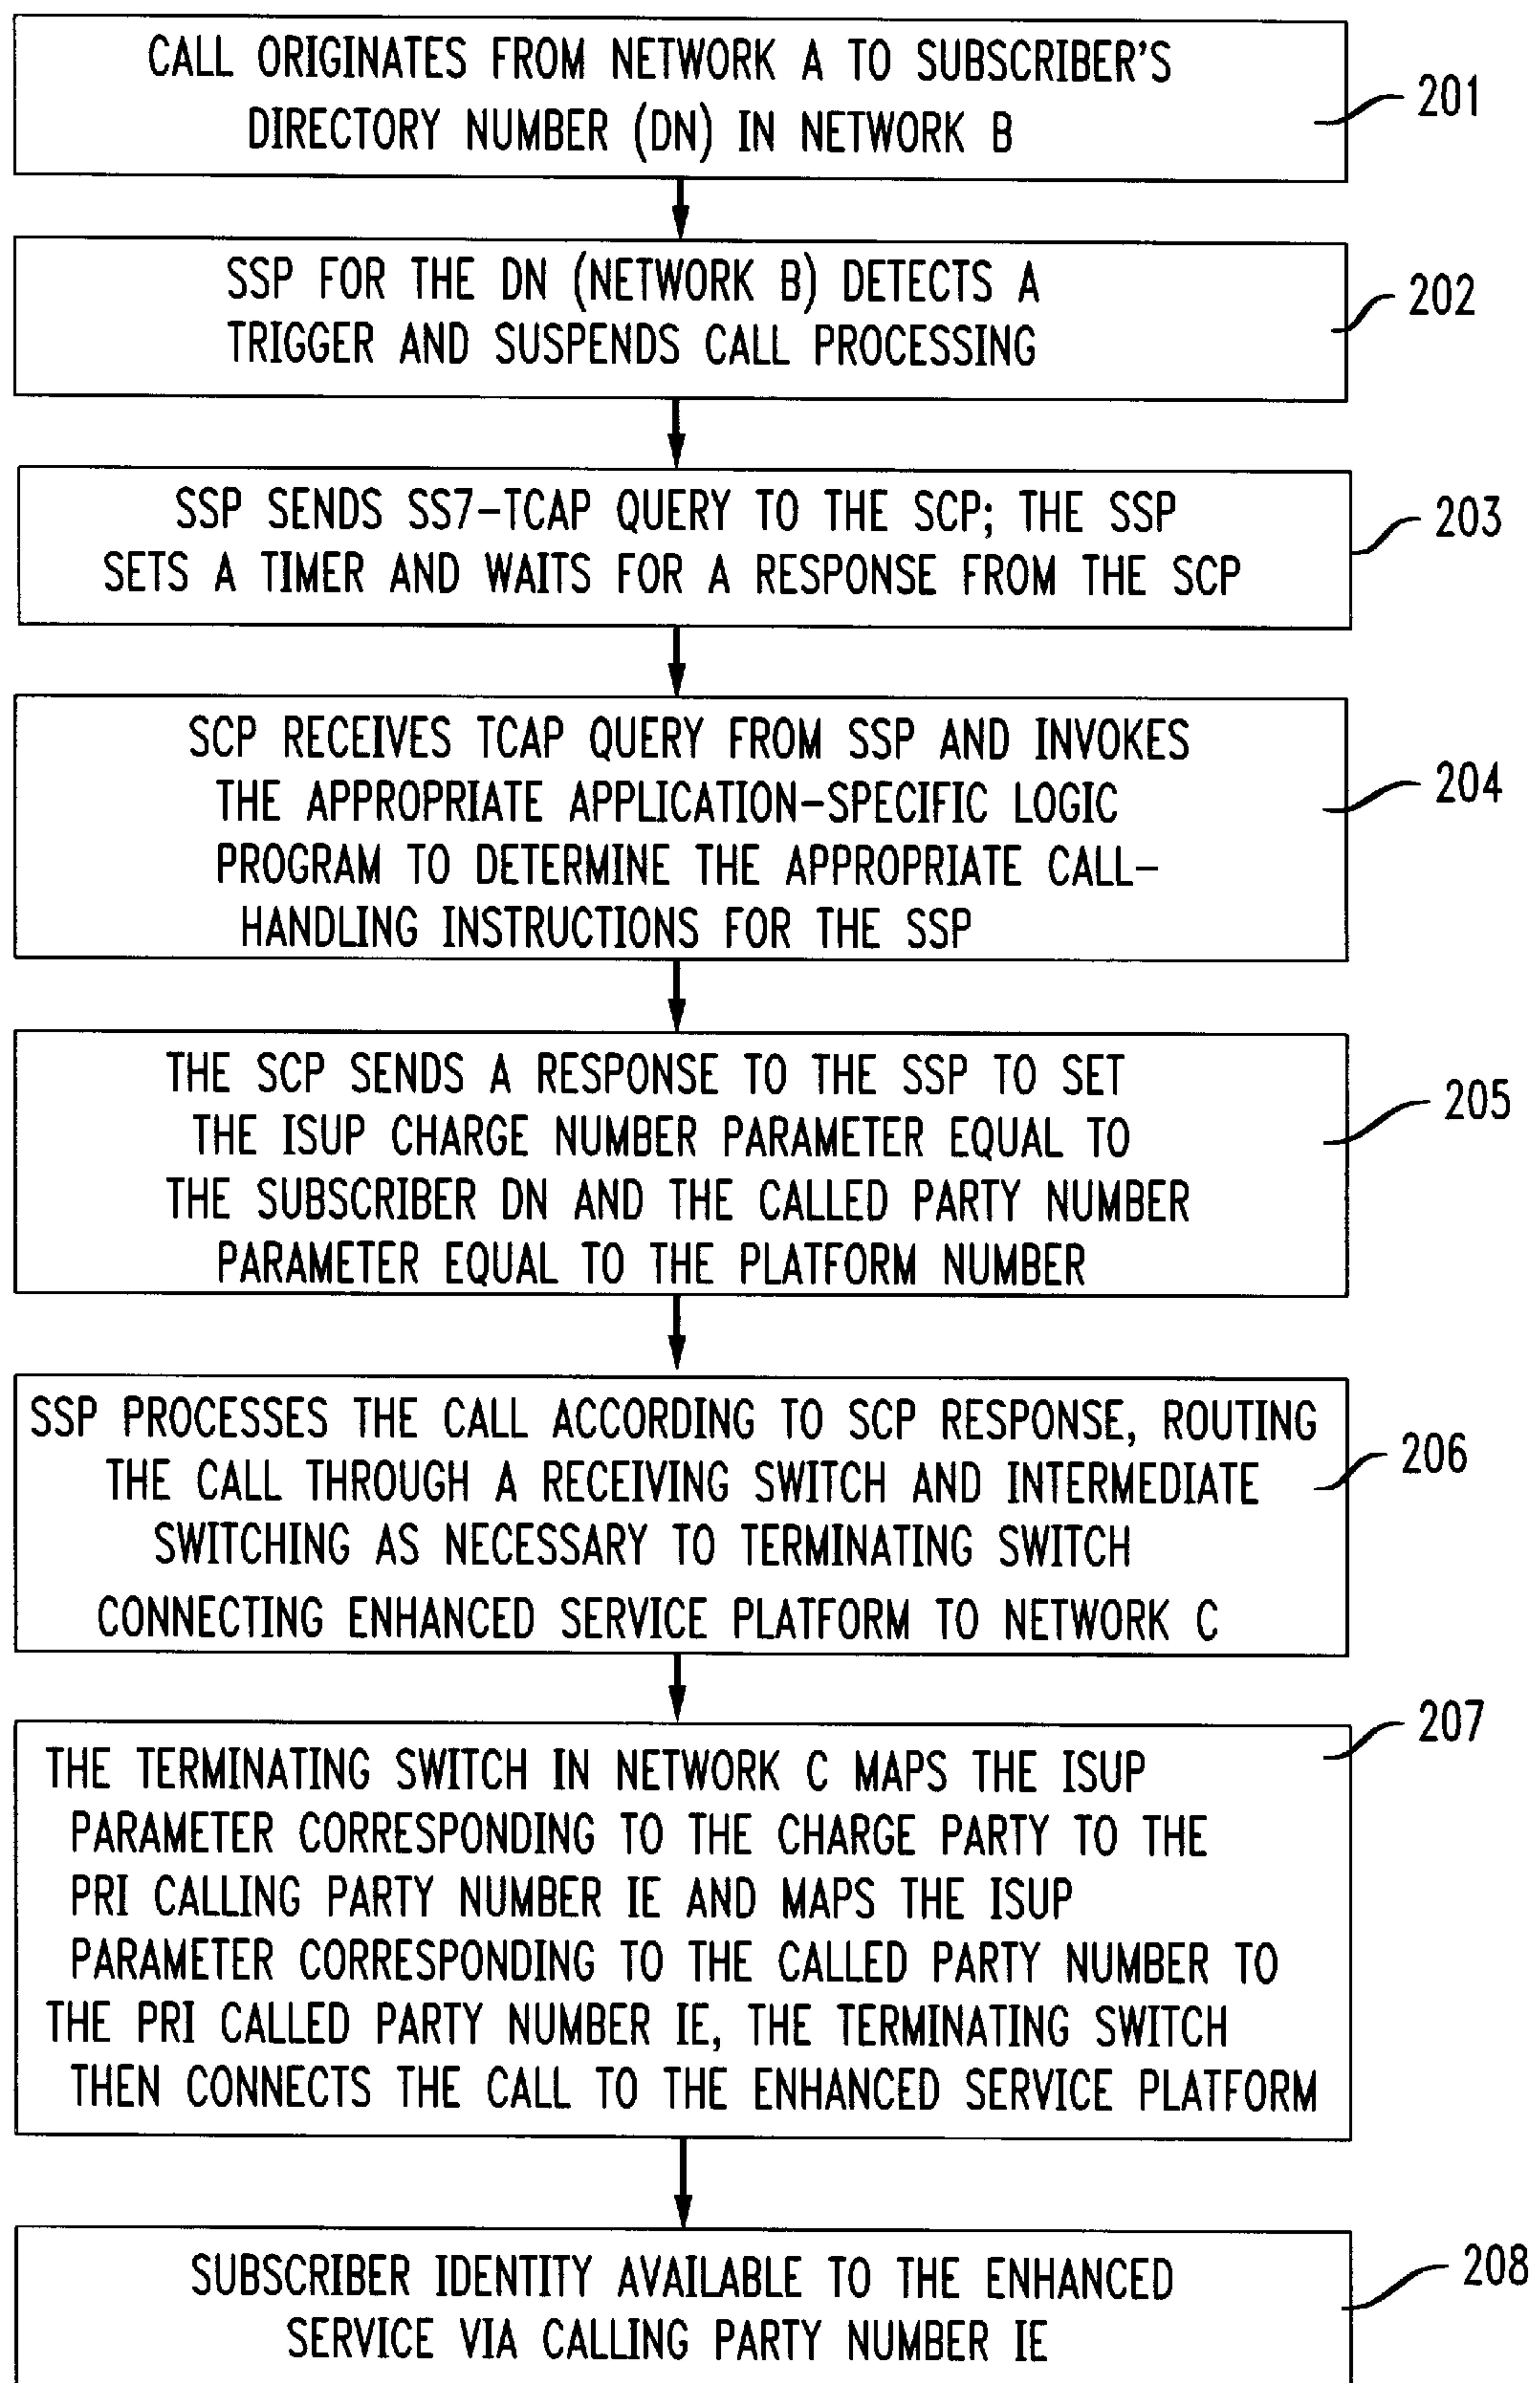 CALL ORIGINATES FROM NETWORK A TO SUBSCRIBER'S
DIRECTORY NUMBER (DN) IN NETWORK B
201
SSP FOR THE DN (NETWORK B) DETECTS A
TRIGGER AND SUSPENDS CALL PROCESSING
202
SSP SENDS SS7-TCAP QUERY TO THE SCP; THE SSP
SETS A TIMER AND WAITS FOR A RESPONSE FROM THE SCP
203
SCP RECEIVES TCAP QUERY FROM SSP AND INVOKES
THE APPROPRIATE APPLICATION-SPECIFIC LOGIC
PROGRAM TO DETERMINE THE APPROPRIATE CALL-
HANDLING INSTRUCTIONS FOR THE SSP
204
THE SCP SENDS A RESPONSE TO THE SSP TO SET
THE ISUP CHARGE NUMBER PARAMETER EQUAL TO
THE SUBSCRIBER DN AND THE CALLED PARTY NUMBER
PARAMETER EQUAL TO THE PLATFORM NUMBER
205
SSP PROCESSES THE CALL ACCORDING TO SCP RESPONSE, ROUTING
THE CALL THROUGH A RECEIVING SWITCH AND INTERMEDIATE
SWITCHING AS NECESSARY TO TERMINATING SWITCH
CONNECTING ENHANCED SERVICE PLATFORM TO NETWORK C
206
THE TERMINATING SWITCH IN NETWORK C MAPS THE ISUP
PARAMETER CORRESPONDING TO THE CHARGE PARTY TO THE
PRI CALLING PARTY NUMBER IE AND MAPS THE ISUP
PARAMETER CORRESPONDING TO THE CALLED PARTY NUMBER TO
THE PRI CALLED PARTY NUMBER IE, THE TERMINATING SWITCH
THEN CONNECTS THE CALL TO THE ENHANCED SERVICE PLATFORM
207
SUBSCRIBER IDENTITY AVAILABLE TO THE ENHANCED
SERVICE VIA CALLING PARTY NUMBER IE
208